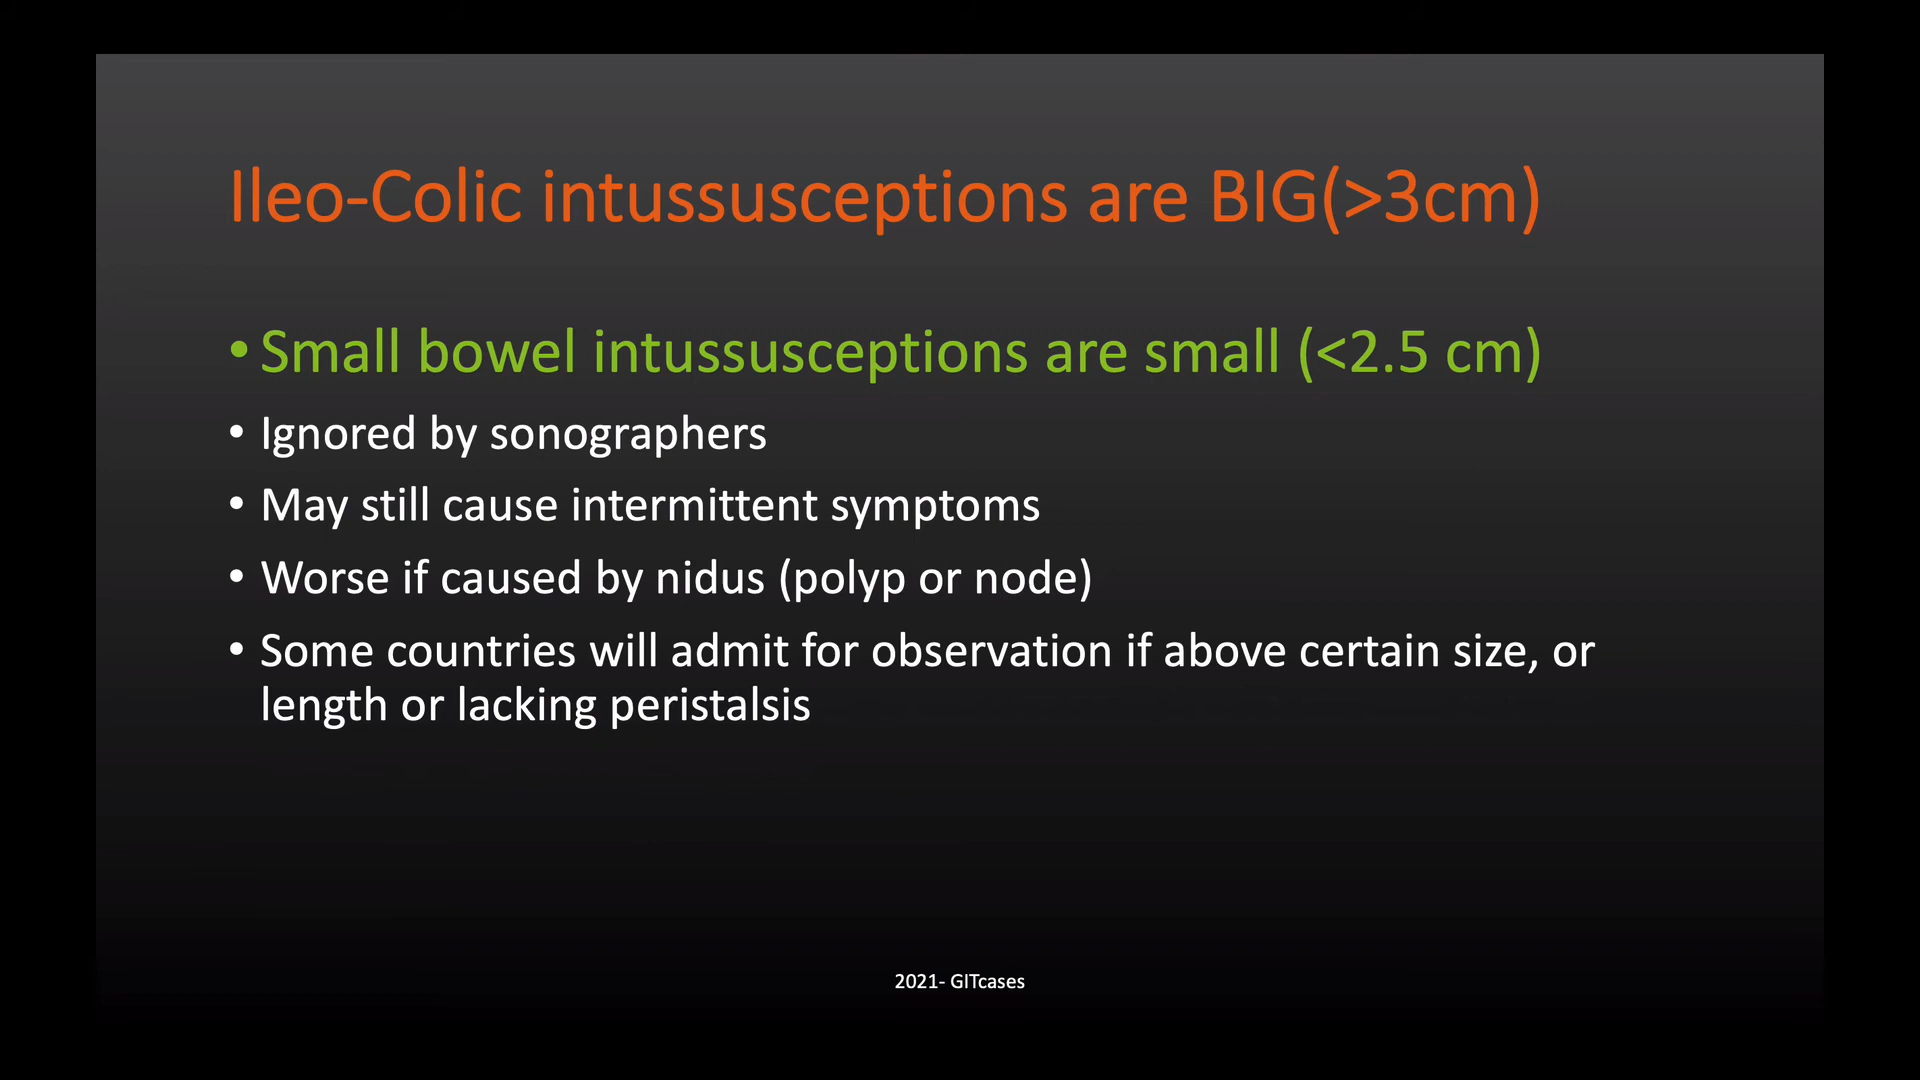 Ileo-Colic intussusceptions are BIG(>3cm)
• Small bowel intussusceptions are small (<2.5 cm)
• Ignored by sonographers
• May still cause intermittent symptoms
• Worse if caused by nidus (polyp or node)
• Some countries will admit for observation if above certain size, or
length or lacking peristalsis
2021- GITcases